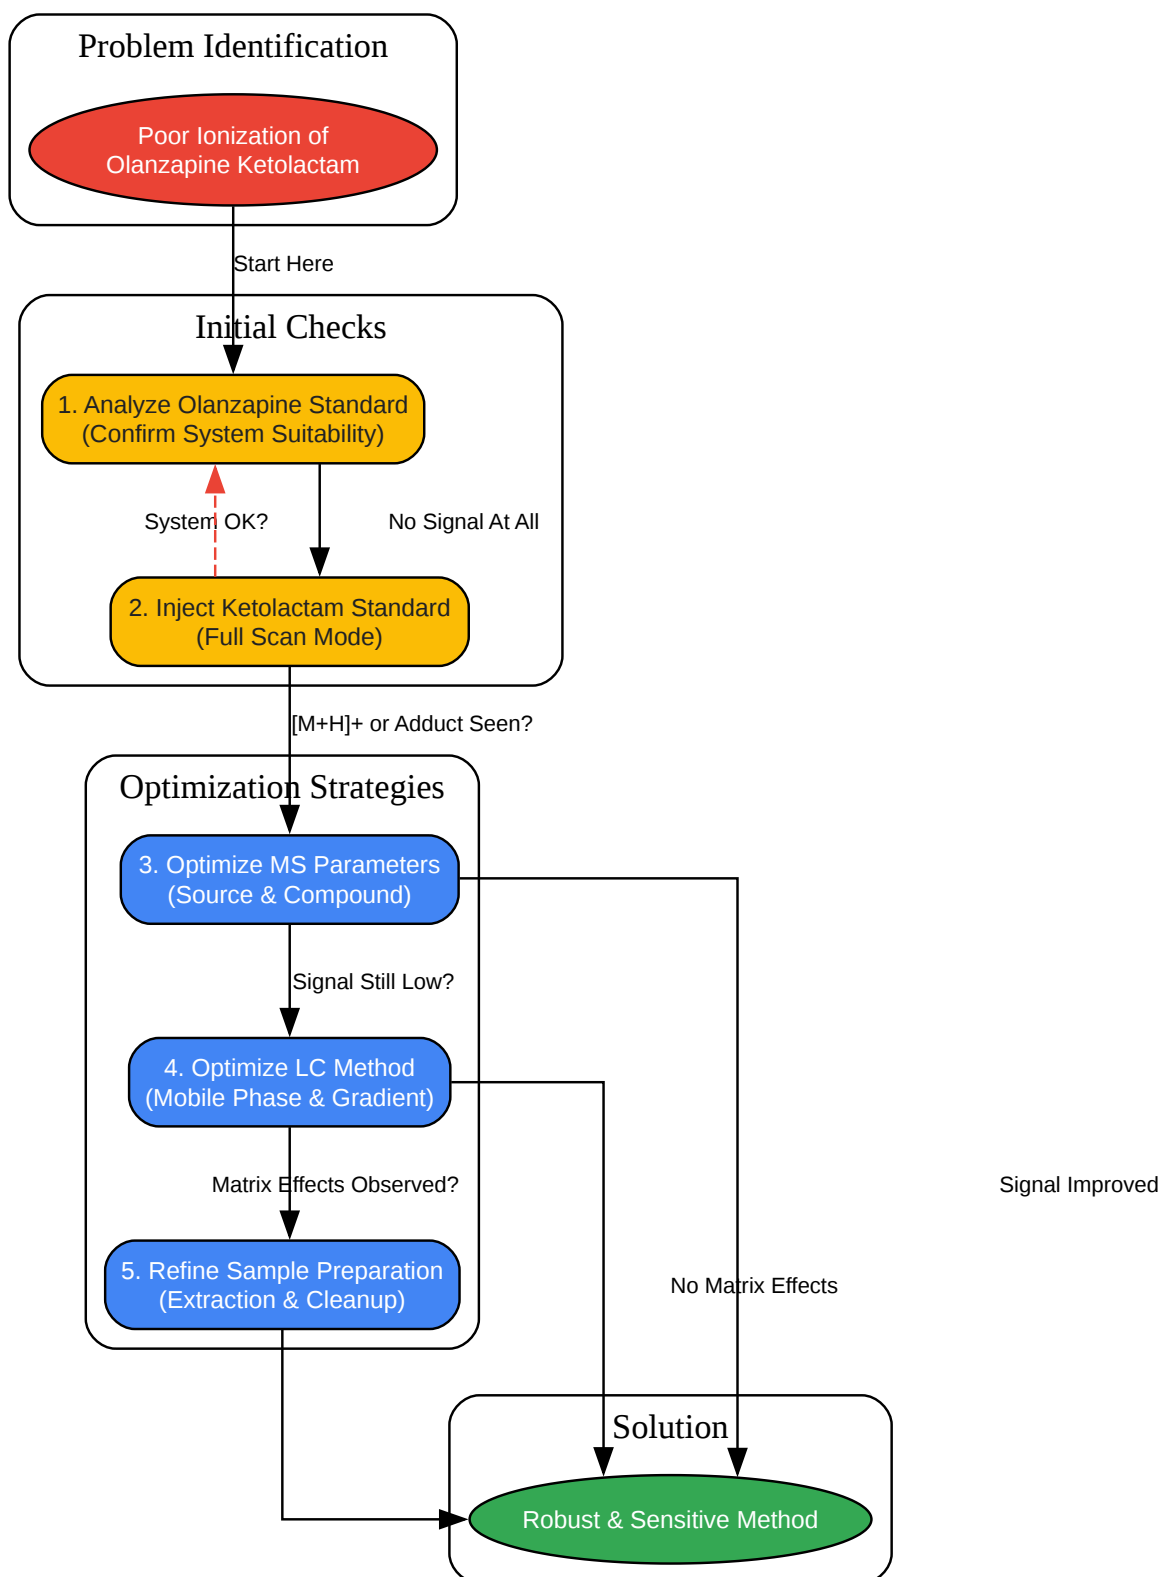 Problem Identification
Poor Ionization of
Olanzapine Ketolactam
Start Here
Initial Checks
1. Analyze Olanzapine Standard
(Confirm System Suitability)
System OK?
No Signal At All
2. Inject Ketolactam Standard
(Full Scan Mode)
[M+H]+ or Adduct Seen?
Optimization Strategies
3. Optimize MS Parameters
(Source & Compound)
Signal Still Low?
4. Optimize LC Method
(Mobile Phase & Gradient)
Matrix Effects Observed?
Signal Improved
5. Refine Sample Preparation
(Extraction & Cleanup)
No Matrix Effects
Solution
Robust & Sensitive Method